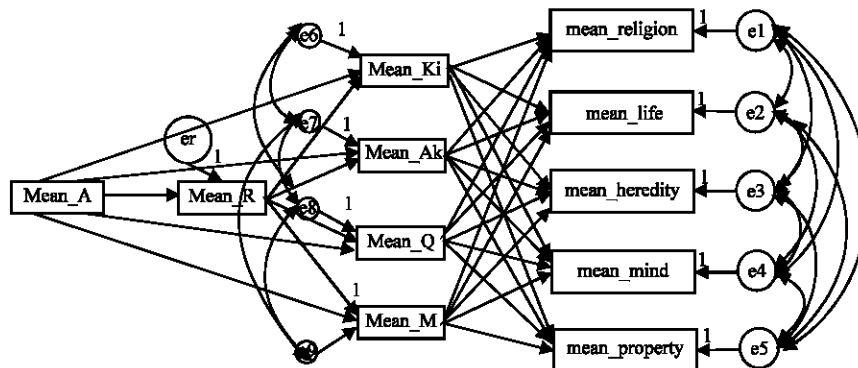 e6
1
Mean_Ki
mean_religion
1
e1
er
1
e7
1
Mean_Ak
mean_life
1
e2
Mean_A
Mean_R
e8
1
Mean_Q
mean_heredity
1
e3
1
Mean_M
mean_mind
1
e4
e9
mean_property
1
e5